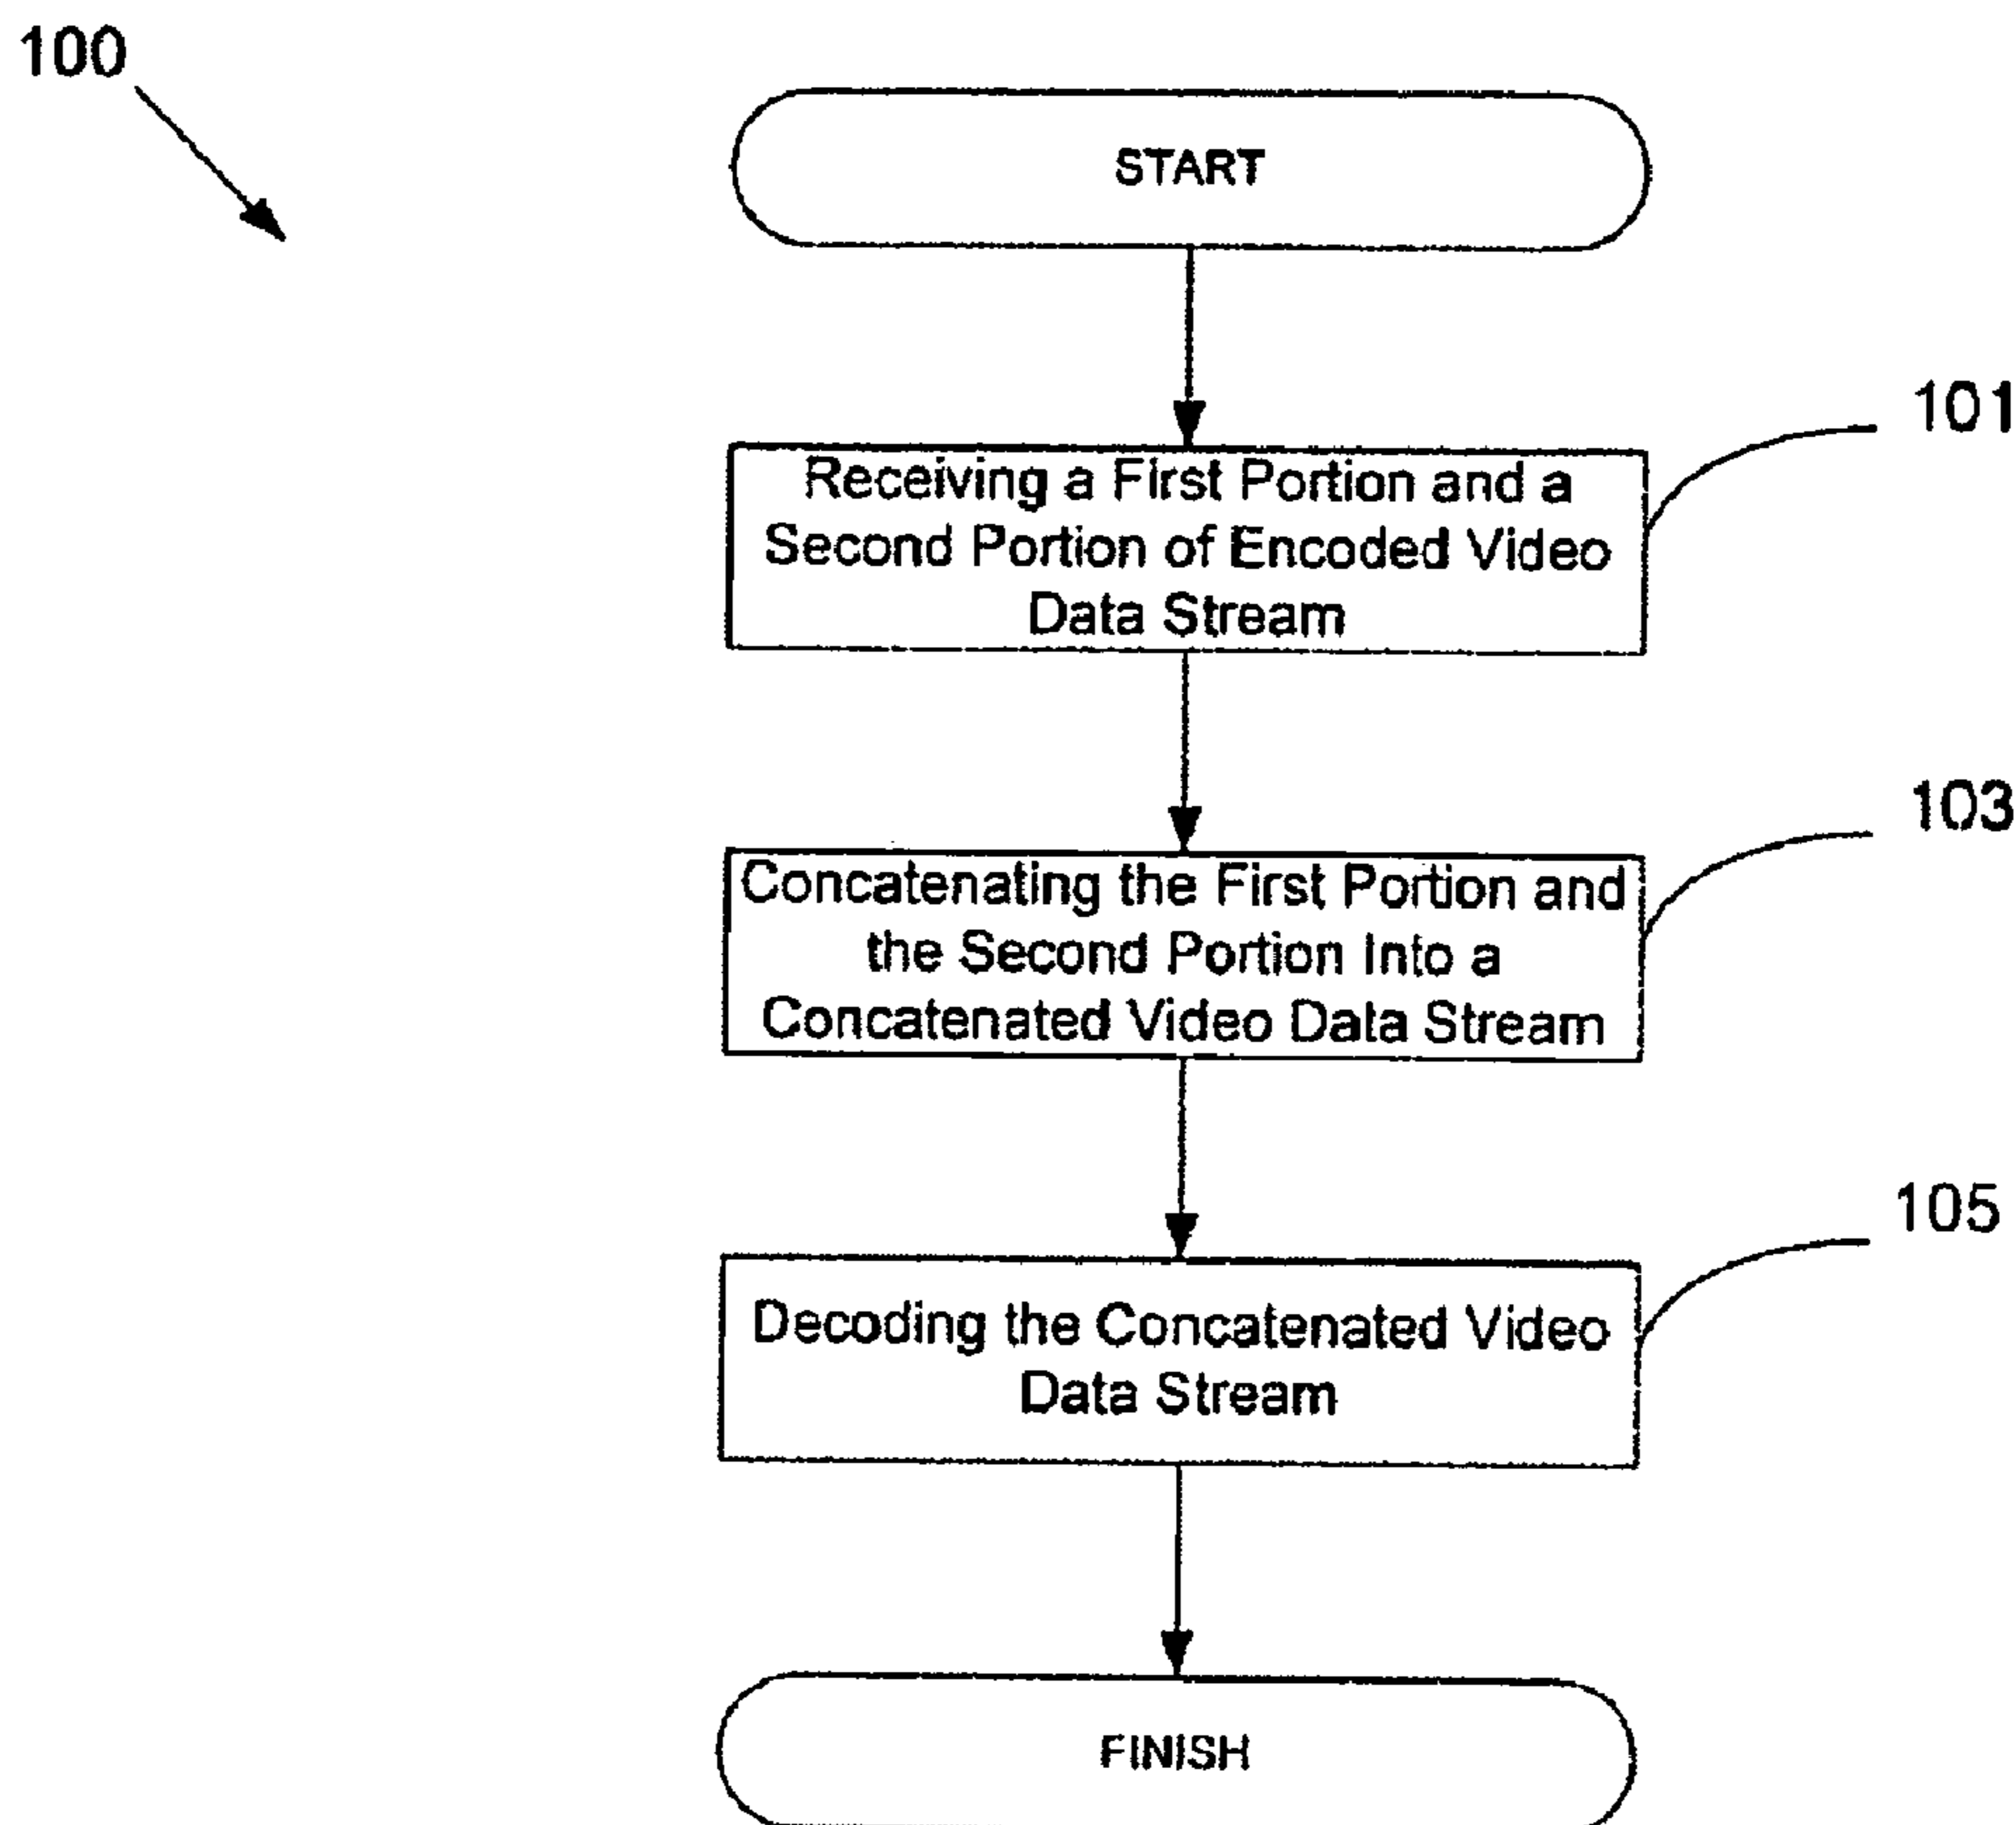 100
START
101
Receiving a First Portion and a
Second Portion of Encoded Video
Data Stream
103
Concatenating the First Portion and
the Second Portion Into a
Concatenated Video Data Stream
105
Decoding the Concatenated Video
Data Stream
FINISH